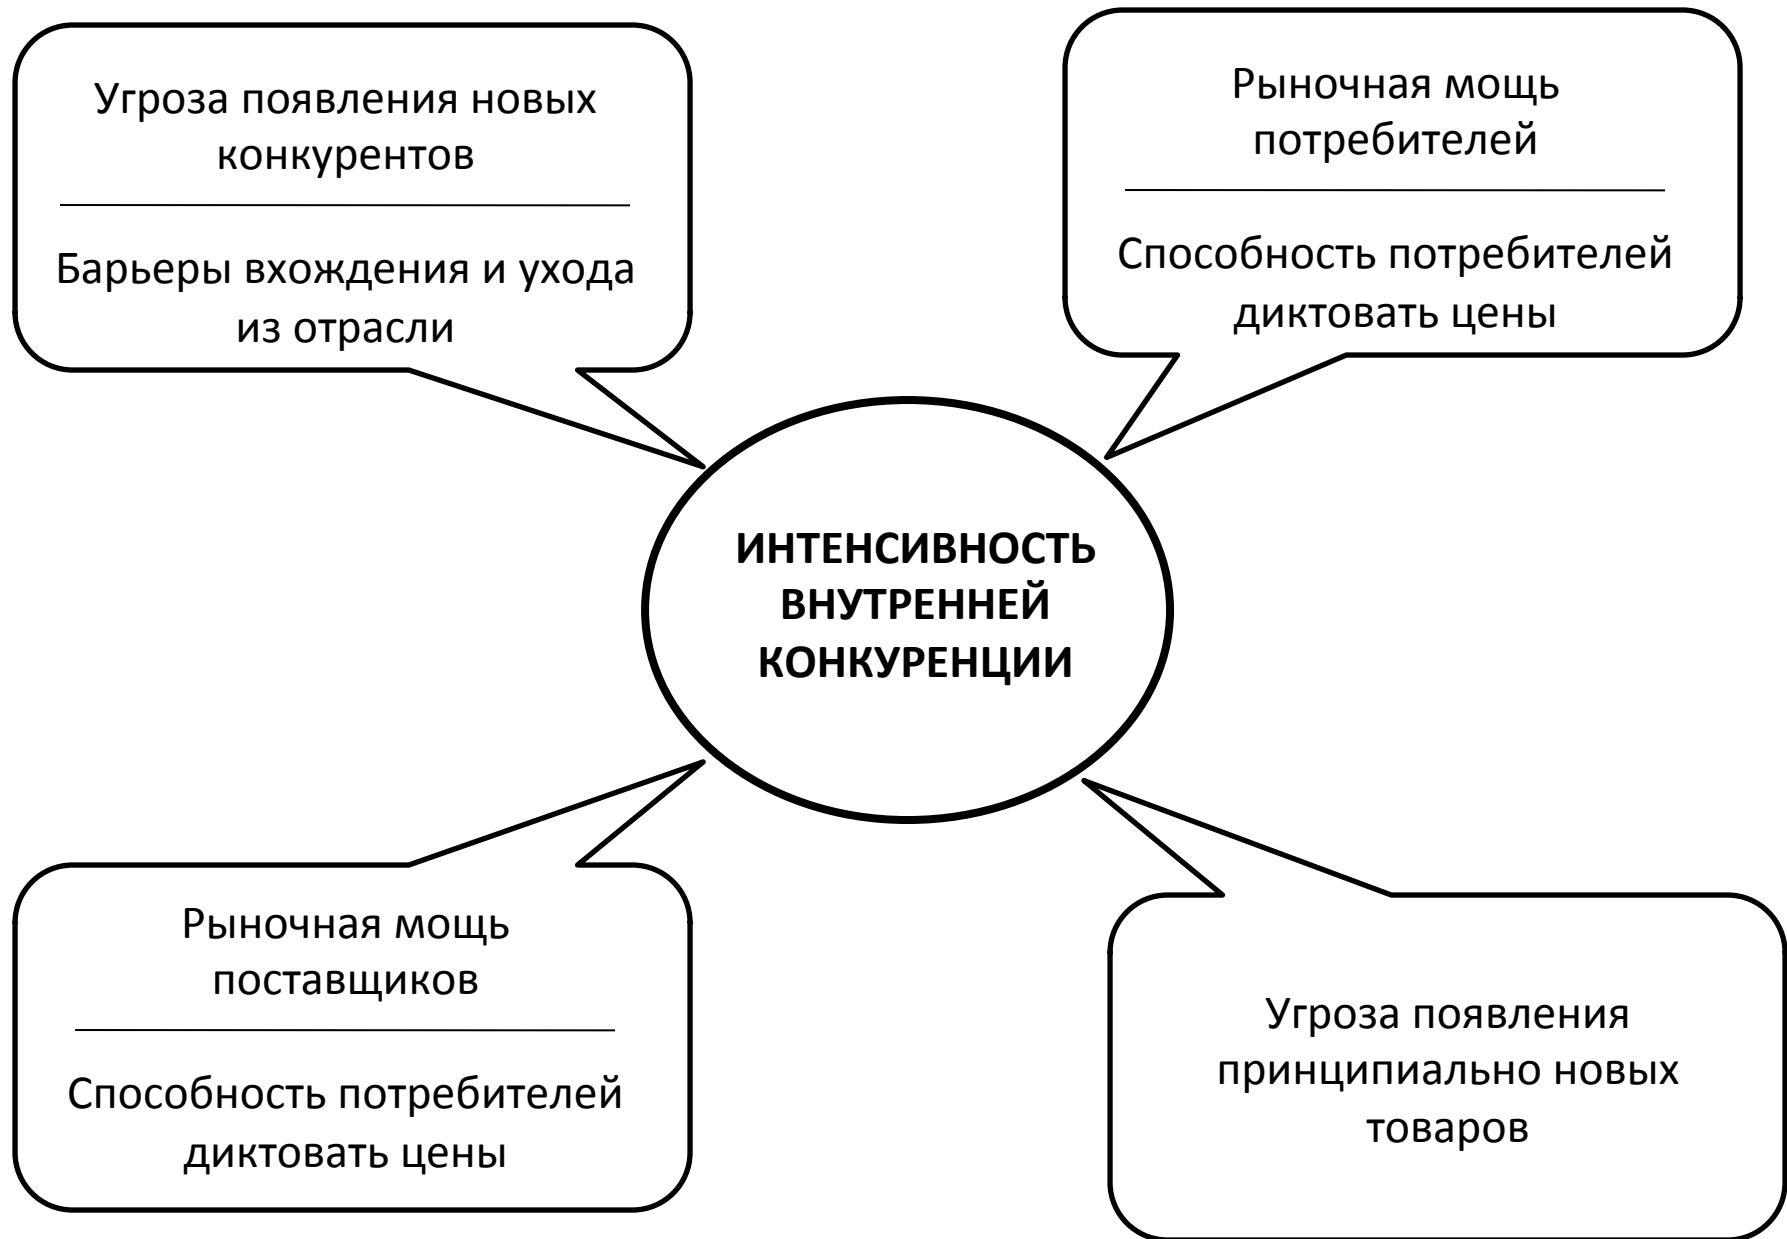 Угроза появления новых
конкурентов
Барьеры вхождения и ухода
из отрасли
Рыночная мощь
потребителей
Способность потребителей
диктовать цены
ИНТЕНСИВНОСТЬ
ВНУТРЕННЕЙ
КОНКУРЕНЦИИ
Рыночная мощь
поставщиков
Способность потребителей
диктовать цены
Угроза появления
принципиально новых
товаров